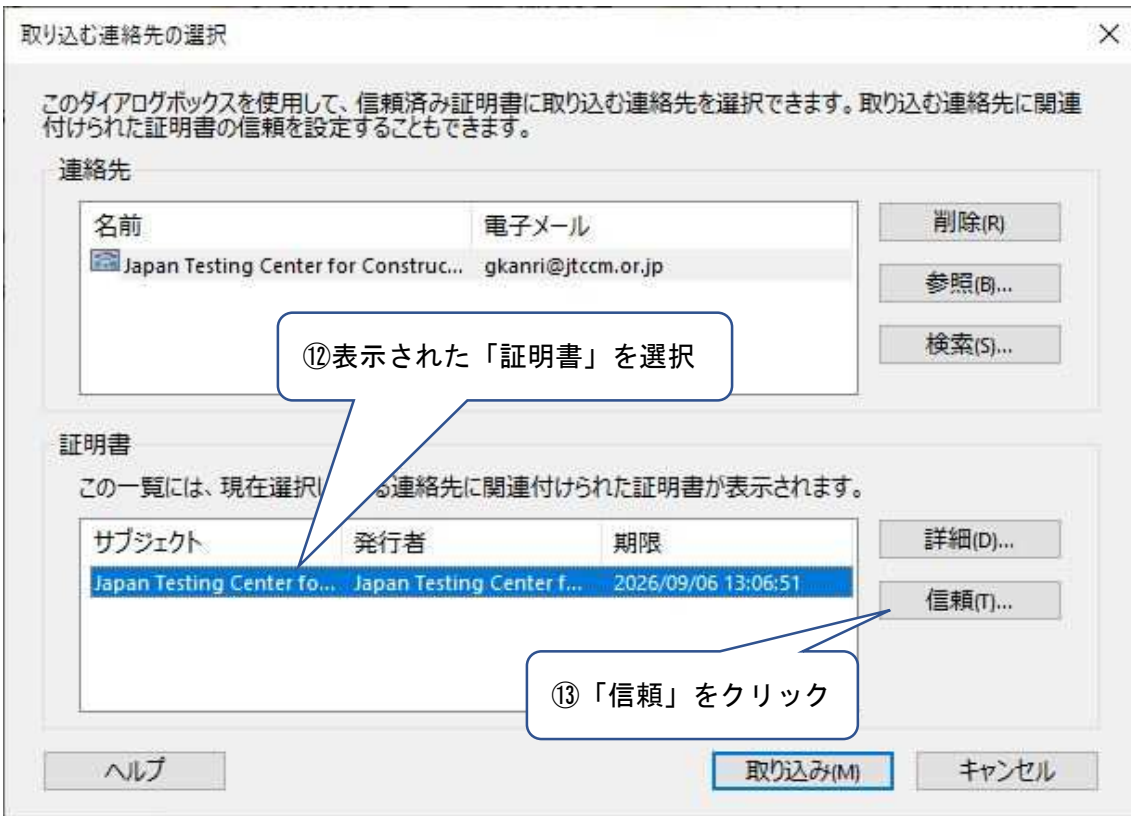 取り込む連絡先の選択
このダイアログボックスを使用して、信頼済み証明書に取り込む連絡先を選択できます。取り込む連絡先に関連
付けられた証明書の信頼を設定することもできます。
連絡先
名前 電子メール
Japan Testing Center for Construc... gkanri@jtccm.or.jp
削除(R)
参照(B)...
検索(S)...
⑫表示された「証明書」を選択
証明書
この一覧には、現在選択 る連絡先に関連付けられた証明書が表示されます。
サブジェクト 発行者 期限
Japan Testing Center fo... Japan Testing Center f... 2026/09/06 13:06:51
詳細(D)...
信頼(T)...
⑬「信頼」をクリック
ヘルプ 取り込み(M) キャンセル